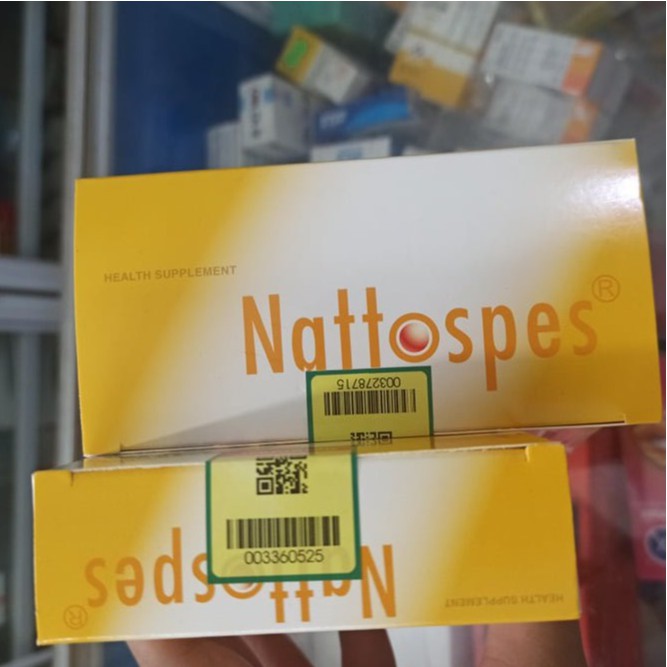 HEALTH SUPPLEMENT
Nattospes®
003278715
003360525
Nattospes®
HEALTH SUPPLEMENT